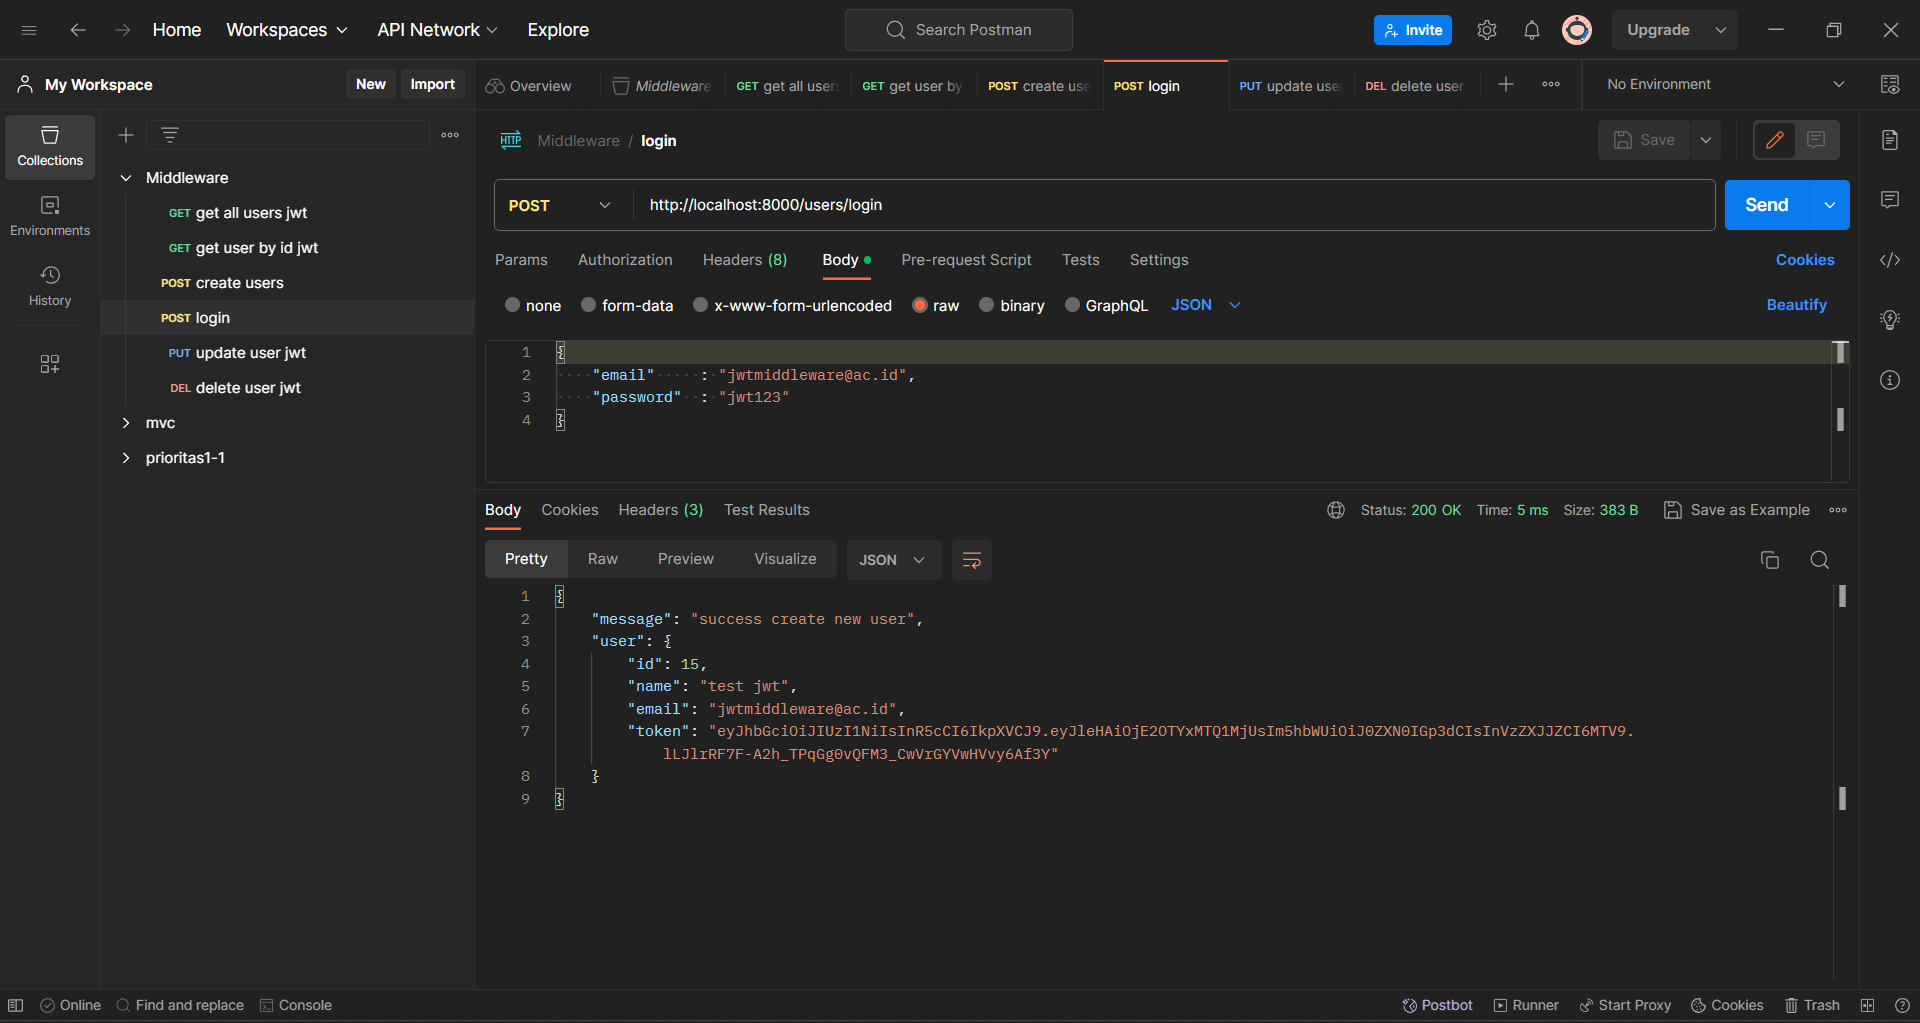 Home Workspaces API Network Explore
Search Postman
Invite Upgrade
My Workspace New Import
Overview Middleware GET get all users GET get user by POST create use POST login PUT update use DEL delete user No Environment
Collections
Environments
History
Middleware
GET get all users jwt
GET get user by id jwt
POST create users
POST login
PUT update user jwt
DEL delete user jwt
mvc
prioritas1-1
HTTP Middleware / login Save
POST http://localhost:8000/users/login Send
Params Authorization Headers (8) Body Pre-request Script Tests Settings Cookies
none form-data x-www-form-urlencoded raw binary GraphQL JSON Beautify
1 {
2 "email" : "jwtmiddleware@ac.id",
3 "password" : "jwt123"
4 }
Body Cookies Headers (3) Test Results Status: 200 OK Time: 5 ms Size: 383 B Save as Example
Pretty Raw Preview Visualize JSON
1 {
2 "message": "success create new user",
3 "user": {
4 "id": 15,
5 "name": "test jwt",
6 "email": "jwtmiddleware@ac.id",
7 "token": "eyJhbGciOiJIUzI1NiIsInR5cCI6IkpXVCJ9.eyJleHAiOjE2OTYxMTQ1MjUsIm5hbWUiOiJ0ZXN0IGp3dCIsInVzZXJJZCI6MTV9.
lLJlrRF7F-A2h_TPqGg0vQFM3_CwVrGYVwHVvy6Af3Y"
8 }
9 }
Online Find and replace Console Postbot Runner Start Proxy Cookies Trash